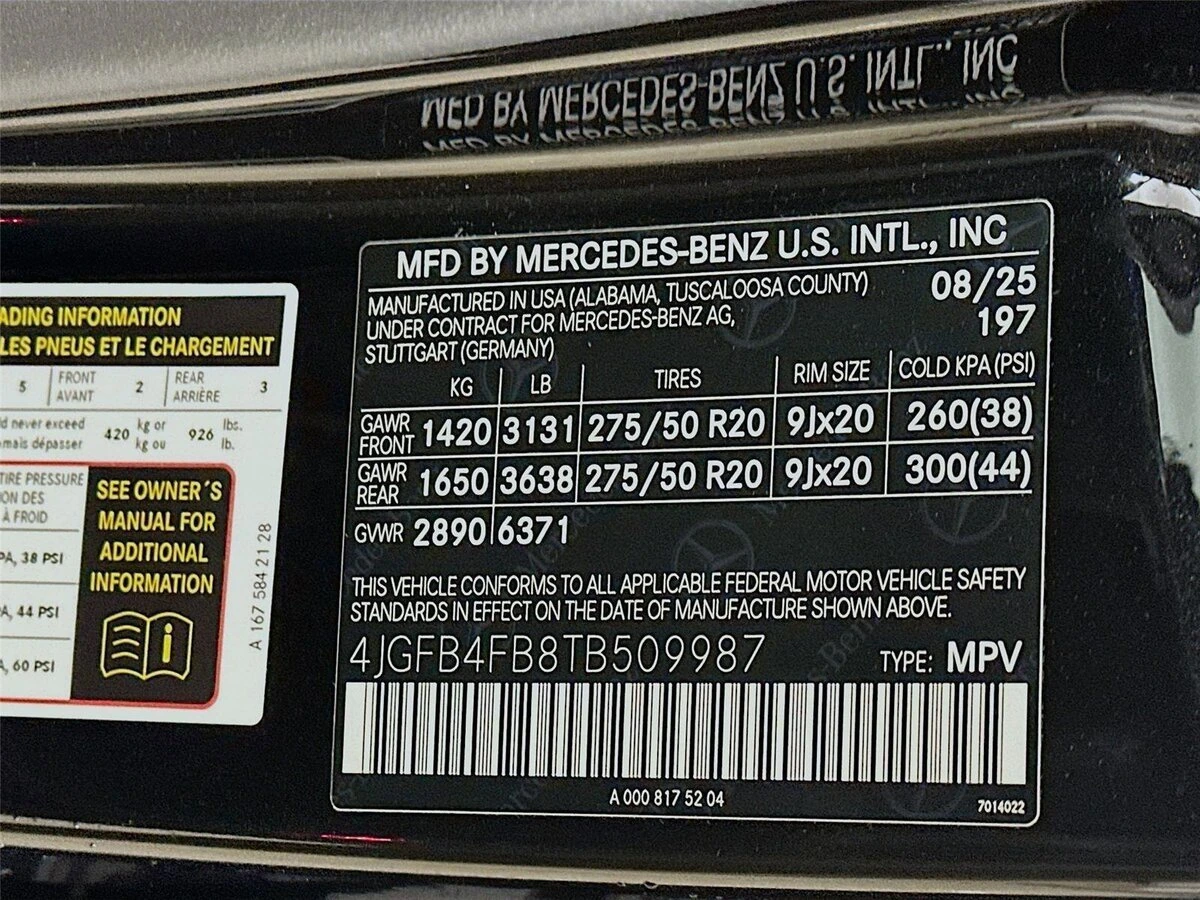 MFD BY MERCEDES-BENZ U.S. INTL., INC
MFD BY MERCEDES-BENZ U.S. INTL., INC
MANUFACTURED IN USA (ALABAMA, TUSCALOOSA COUNTY) 08/25
UNDER CONTRACT FOR MERCEDES-BENZ AG, 197
STUTTGART (GERMANY)
KG LB TIRES RIM SIZE COLD KPA (PSI)
GAWR FRONT 1420 3131 275/50 R20 9Jx20 260(38)
GAWR REAR 1650 3638 275/50 R20 9Jx20 300(44)
GVWR 2890 6371
THIS VEHICLE CONFORMS TO ALL APPLICABLE FEDERAL MOTOR VEHICLE SAFETY
STANDARDS IN EFFECT ON THE DATE OF MANUFACTURE SHOWN ABOVE.
4JGFB4FB8TB509987 TYPE: MPV
A 000 817 52 04 7014022
ADING INFORMATION
LES PNEUS ET LE CHARGEMENT
5 FRONT AVANT 2 REAR ARRIÈRE 3
d never exceed 420 kg or 926 lbs.
mais dépasser kg ou lb.
TIRE PRESSURE
ON DES
À FROID
PA, 38 PSI
A, 44 PSI
A, 60 PSI
SEE OWNER´S
MANUAL FOR
ADDITIONAL
INFORMATION
A 167 584 21 28